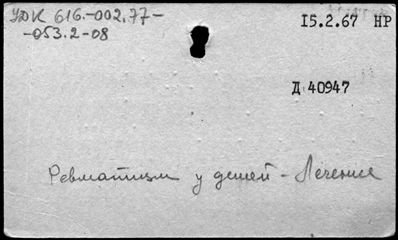 УДК 616.-002.77-
-053.2-08
15.2.67 НР
Д 40947
Ревматизм у детей - Лечение